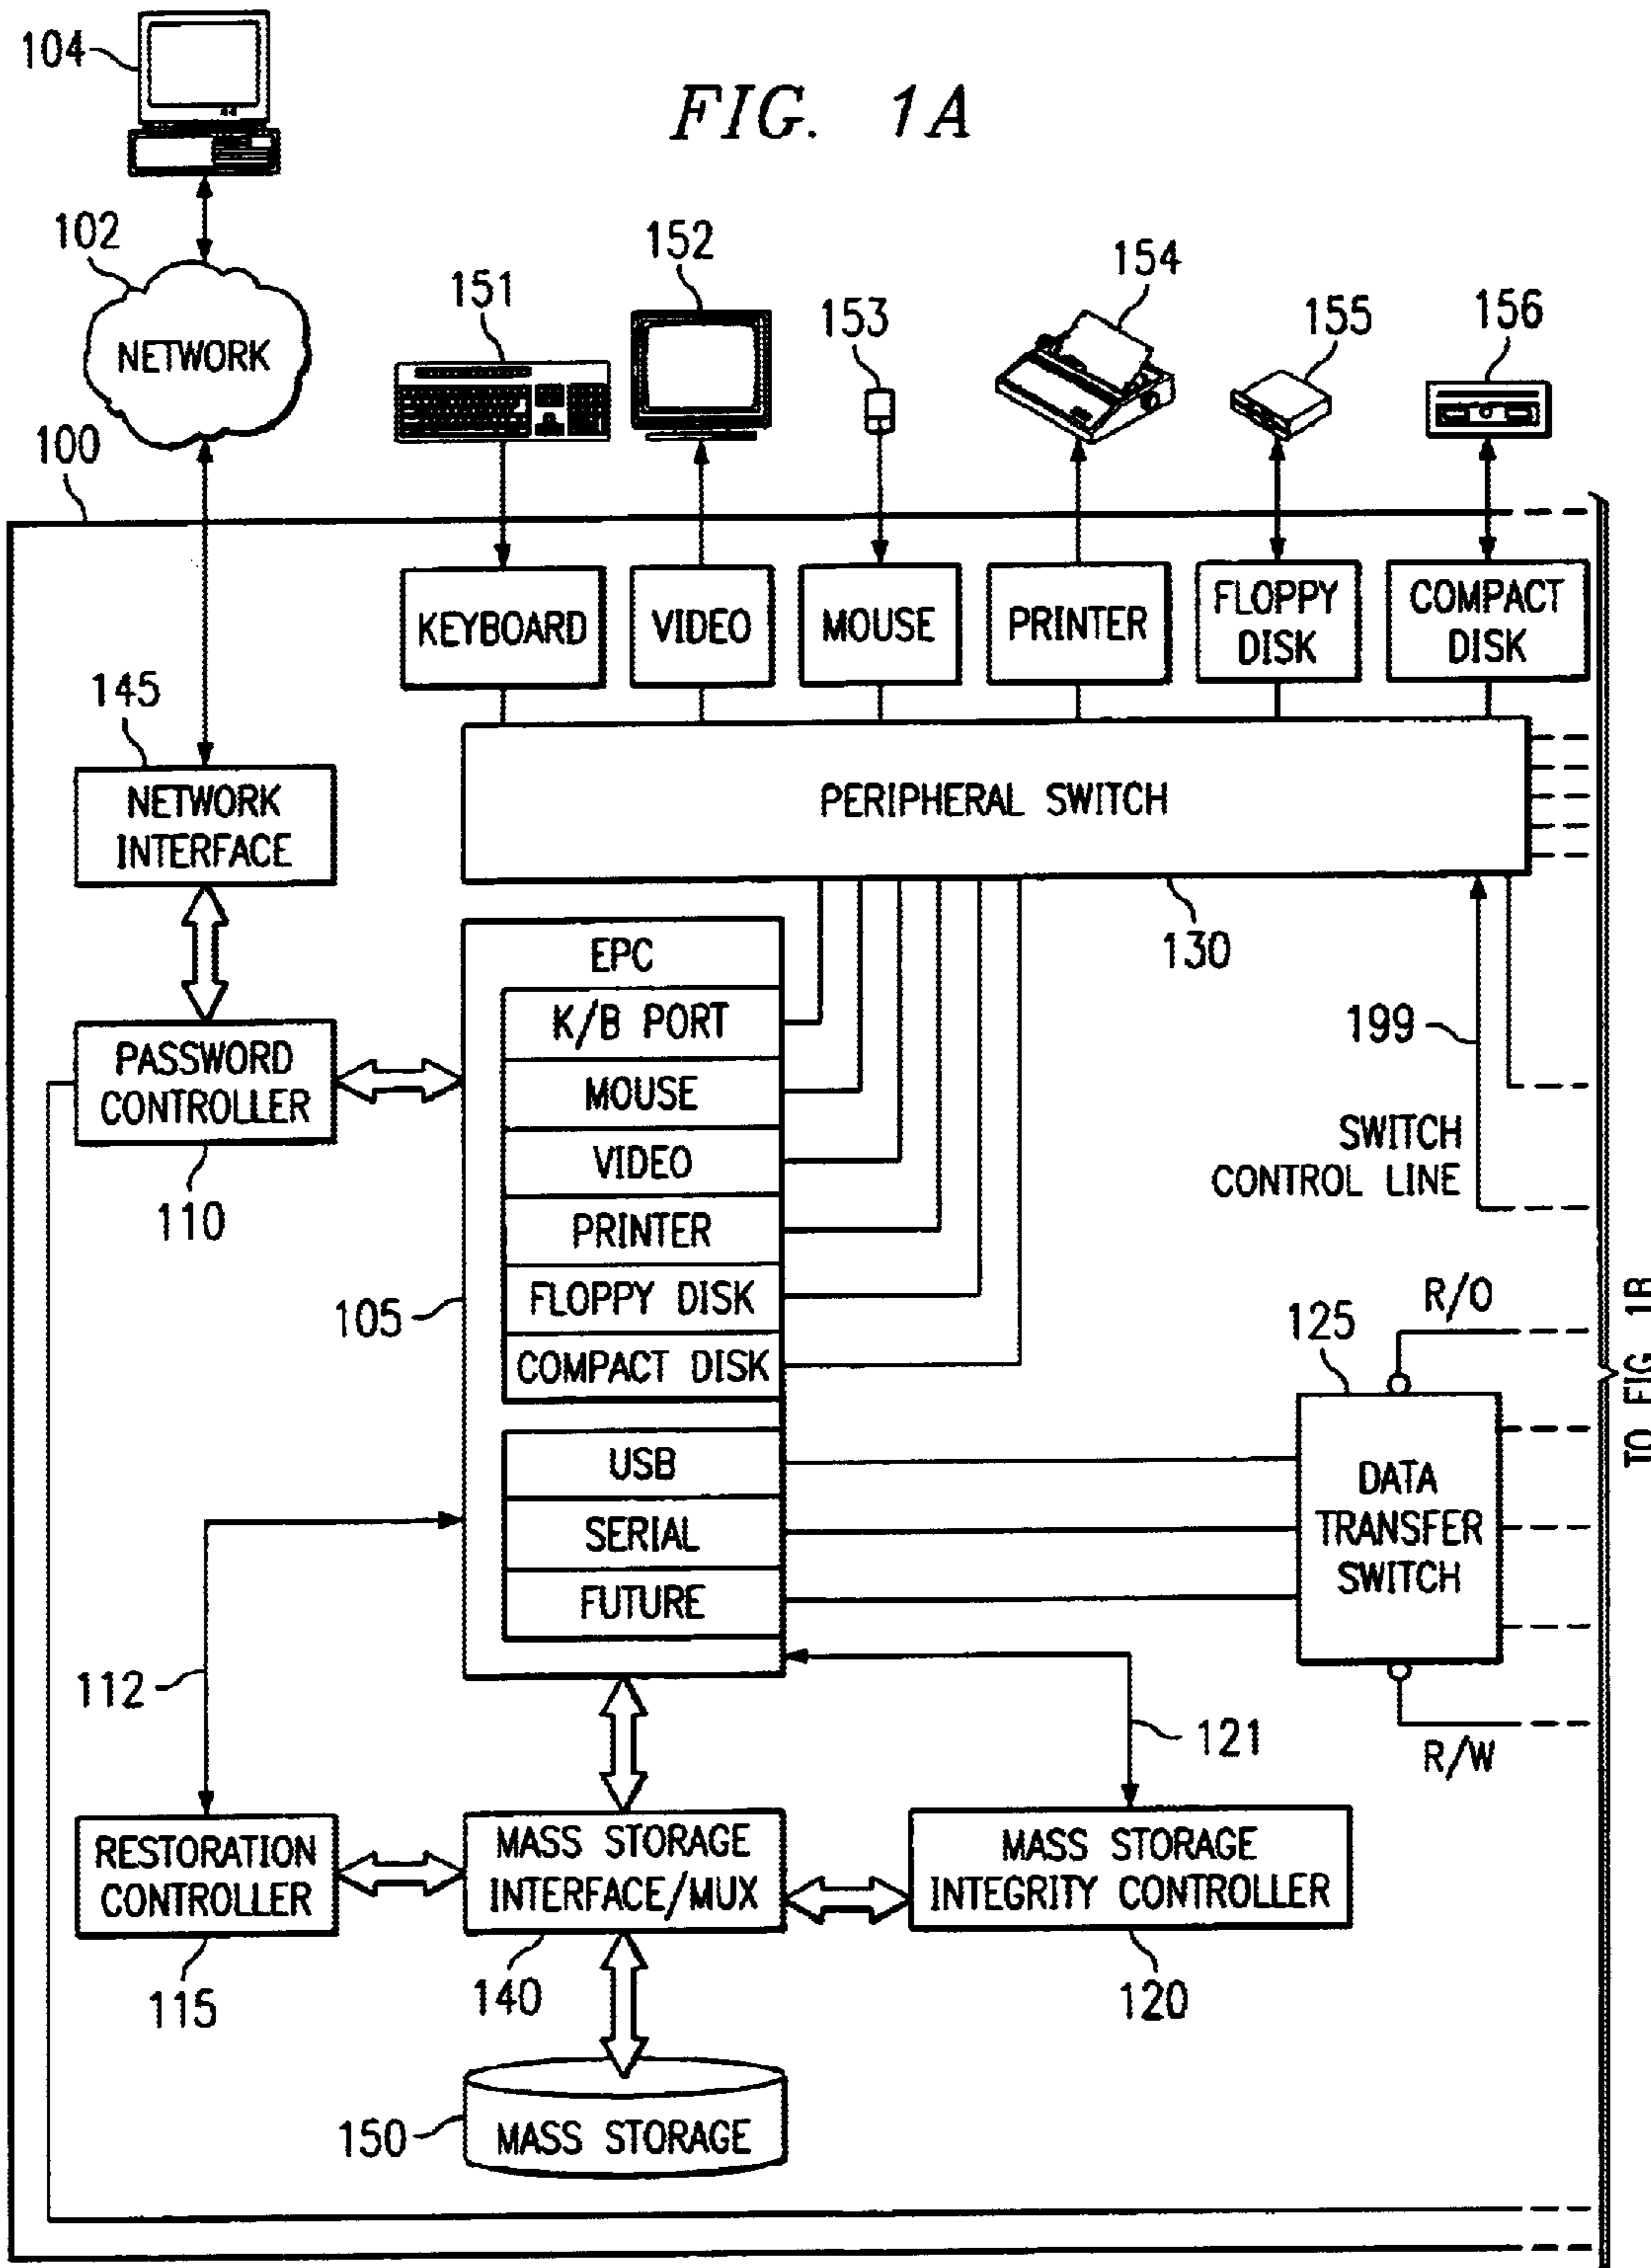 FIG. 1A
104
102
NETWORK
151
152
153
154
155
156
100
KEYBOARD
VIDEO
MOUSE
PRINTER
FLOPPY
DISK
COMPACT
DISK
145
NETWORK
INTERFACE
PERIPHERAL SWITCH
130
EPC
K/B PORT
MOUSE
VIDEO
PRINTER
FLOPPY DISK
COMPACT DISK
USB
SERIAL
FUTURE
105
PASSWORD
CONTROLLER
110
199
SWITCH
CONTROL LINE
R/O
125
DATA
TRANSFER
SWITCH
R/W
TO FIG. 1B
112
121
RESTORATION
CONTROLLER
115
MASS STORAGE
INTERFACE/MUX
140
MASS STORAGE
INTEGRITY CONTROLLER
120
150
MASS STORAGE